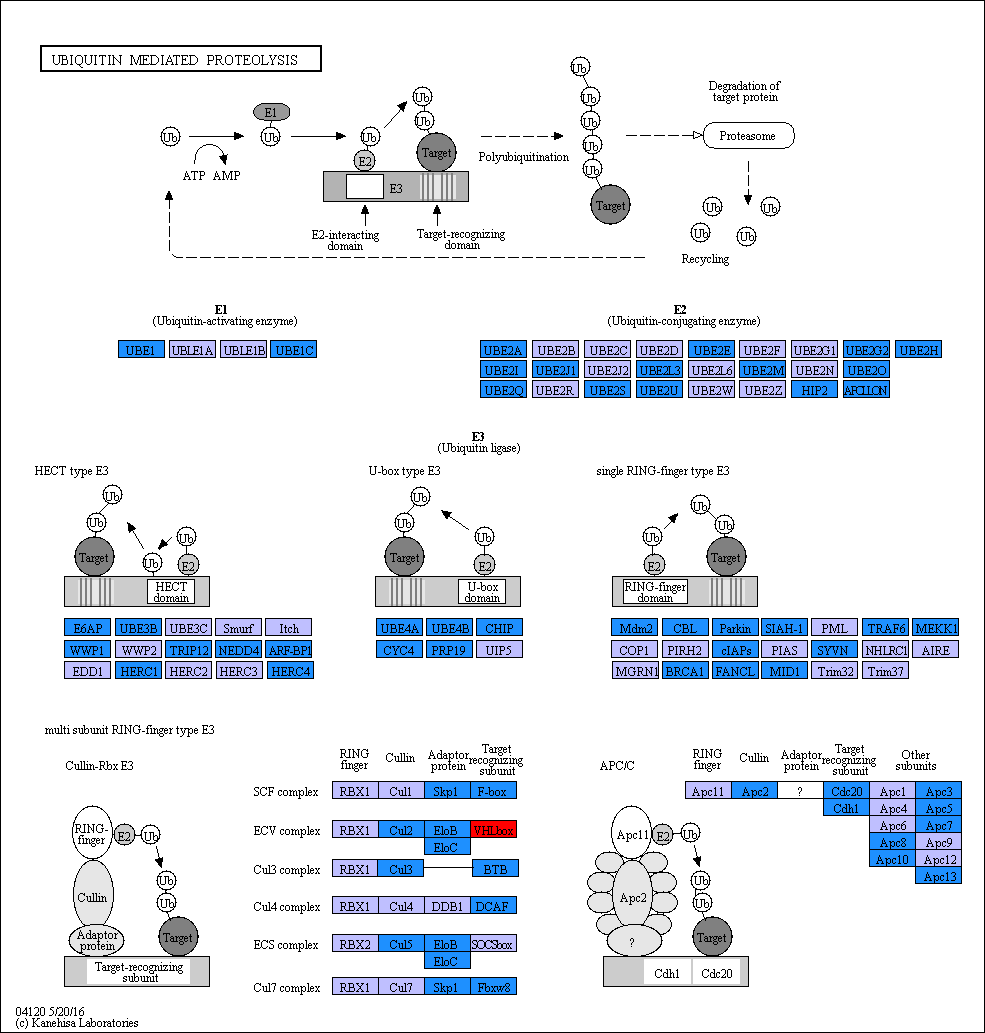 UBIQUITIN MEDIATED PROTEOLYSIS
Ub
ATP AMP
E1
Ub
Ub
E2
Ub
Ub
Target
E3
E2-interacting
domain
Target-recognizing
domain
Polyubiquitination
Ub
Ub
Ub
Ub
Ub
Target
Degradation of
target protein
Proteasome
Ub
Ub
Ub
Ub
Recycling
E1
(Ubiquitin-activating enzyme)
UBE1 UBLE1A UBLE1B UBE1C
E2
(Ubiquitin-conjugating enzyme)
UBE2A UBE2B UBE2C UBE2D UBE2E UBE2F UBE2G1 UBE2G2 UBE2H
UBE2I UBE2J1 UBE2J2 UBE2L3 UBE2L6 UBE2M UBE2N UBE2O
UBE2Q UBE2R UBE2S UBE2U UBE2W UBE2Z HIP2 APOLLON
E3
(Ubiquitin ligase)
HECT type E3
Ub
Ub
Target
Ub
Ub
E2
HECT
domain
E6AP UBE3B UBE3C Smurf Itch
WWP1 WWP2 TRIP12 NEDD4 ARF-BP1
EDD1 HERC1 HERC2 HERC3 HERC4
U-box type E3
Ub
Ub
Target
Ub
E2
U-box
domain
UBE4A UBE4B CHIP
CYC4 PRP19 UIP5
single RING-finger type E3
Ub
E2
Ub
Ub
Target
RING-finger
domain
Mdm2 CBL Parkin SIAH-1 PML TRAF6 MEKK1
COP1 PIRH2 cIAPs PIAS SYVN NHLRC1 AIRE
MGRN1 BRCA1 FANCL MID1 Trim32 Trim37
multi subunit RING-finger type E3
Cullin-Rbx E3
RING-
finger
E2
Ub
Ub
Ub
Cullin
Adaptor
protein
Target
Target-recognizing
subunit
RING
finger
Cullin
Adaptor
protein
Target
recognizing
subunit
SCF complex RBX1 Cul1 Skp1 F-box
ECV complex RBX1 Cul2 EloB VHLbox
EloC
Cul3 complex RBX1 Cul3 BTB
Cul4 complex RBX1 Cul4 DDB1 DCAF
ECS complex RBX2 Cul5 EloB SOCSbox
EloC
Cul7 complex RBX1 Cul7 Skp1 Fbxw8
APC/C
Apc11
E2
Ub
Ub
Ub
Apc2
?
Target
Cdh1 Cdc20
RING
finger
Cullin
Adaptor
protein
Target
recognizing
subunit
Other
subunits
Apc11 Apc2 ? Cdc20 Apc1 Apc3
Cdh1 Apc4 Apc5
Apc6 Apc7
Apc8 Apc9
Apc10 Apc12
Apc13
04120 5/20/16
(c) Kanehisa Laboratories